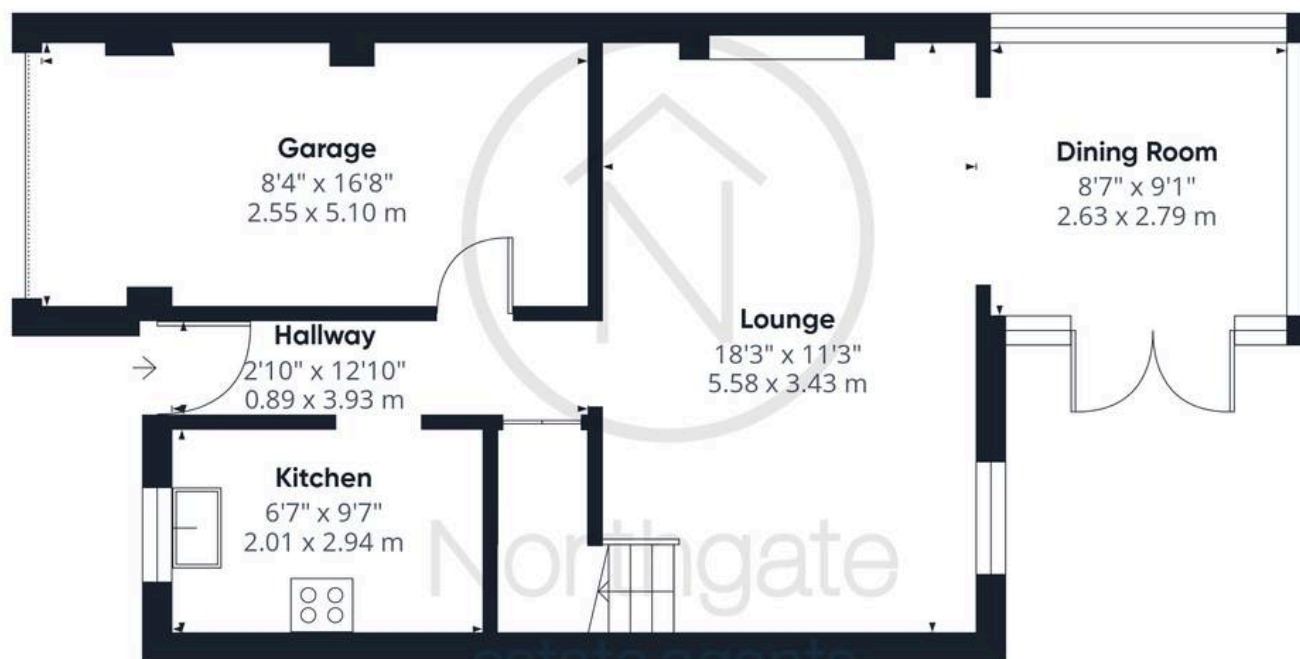 Garage
8'4" x 16'8"
2.55 x 5.10 m
Dining Room
8'7" x 9'1"
2.63 x 2.79 m
Hallway
2'10" x 12'10"
0.89 x 3.93 m
Lounge
18'3" x 11'3"
5.58 x 3.43 m
Kitchen
6'7" x 9'7"
2.01 x 2.94 m
N
Northgate
estate agents